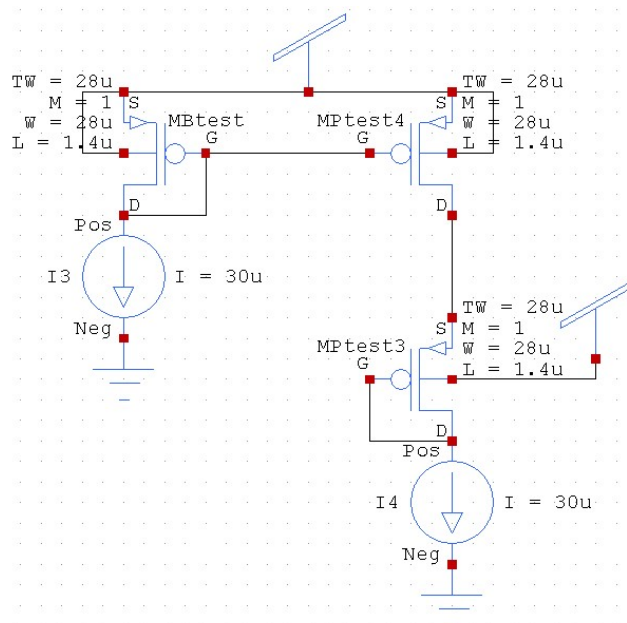 TW = 28u
M = 1
S
W = 28u
L = 1.4u
MBtest
G
D
MPtest4
G
TW = 28u
S
M = 1
W = 28u
L = 1.4u
D
Pos
I3
I = 30u
Neg
TW = 28u
S
M = 1
W = 28u
L = 1.4u
MPtest3
G
D
Pos
I4
I = 30u
Neg